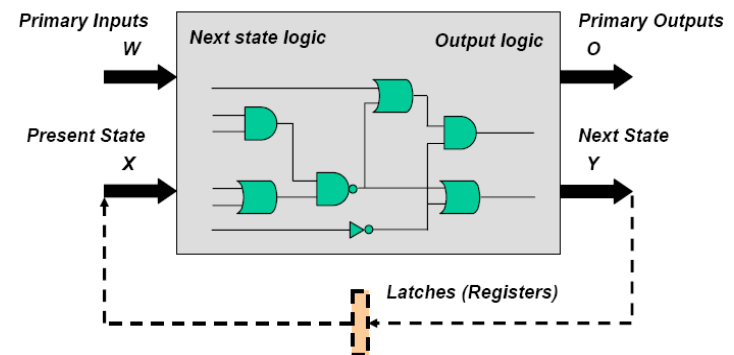 Primary Inputs
W
Next state logic
Output logic
Primary Outputs
O
Present State
X
Next State
Y
Latches (Registers)